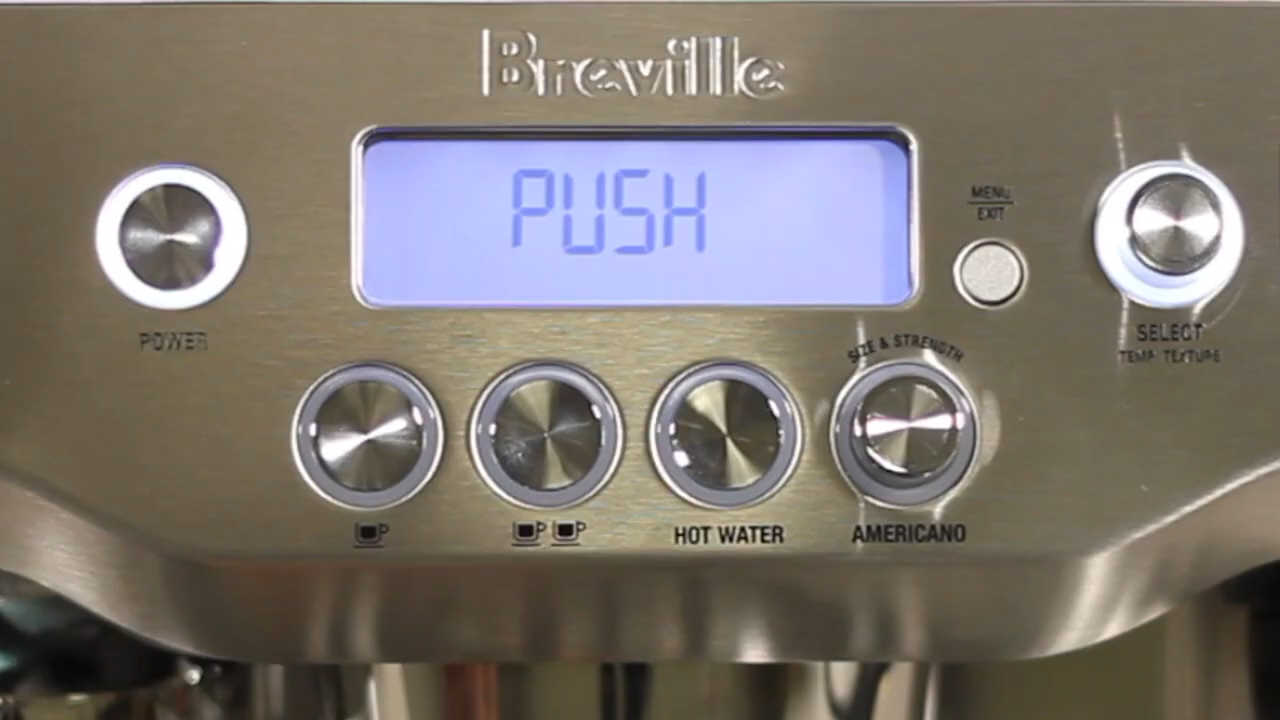 Breville
PUSH
MENU
EXIT
POWER
SELECT
TEMP TEXTURE
SIZE & STRENGTH
HOT WATER
AMERICANO